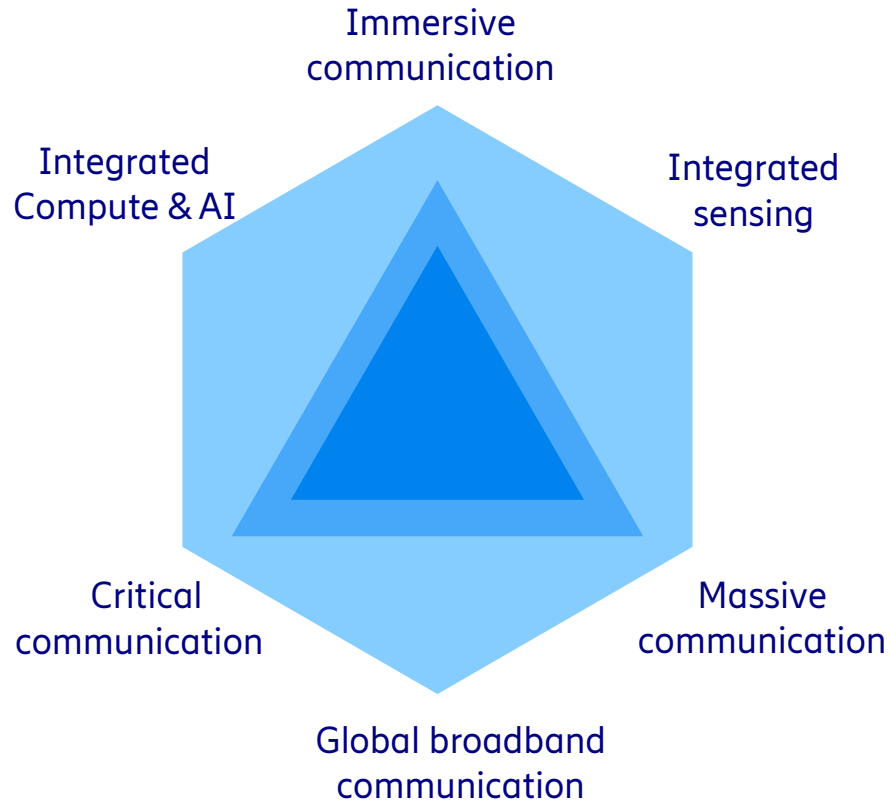 Immersive
communication
Integrated
Compute & AI
Integrated
sensing
Critical
communication
Massive
communication
Global broadband
communication